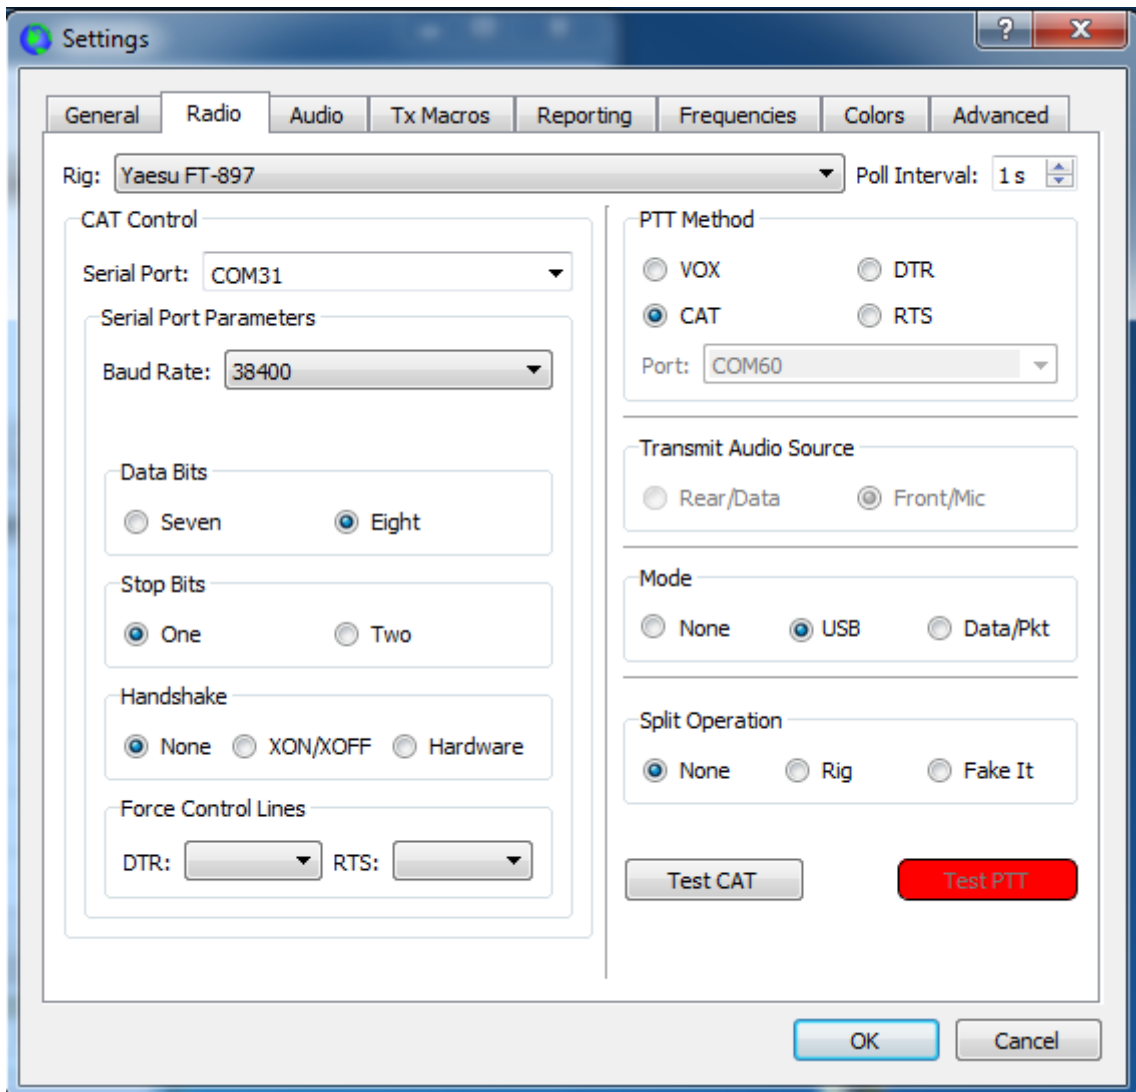 Settings
?
X
General Radio Audio Tx Macros Reporting Frequencies Colors Advanced
Rig: Yaesu FT-897 Poll Interval: 1 s
CAT Control
Serial Port: COM31
Serial Port Parameters
Baud Rate: 38400
Data Bits
Seven Eight
Stop Bits
One Two
Handshake
None XON/XOFF Hardware
Force Control Lines
DTR: RTS:
PTT Method
VOX DTR
CAT RTS
Port: COM60
Transmit Audio Source
Rear/Data Front/Mic
Mode
None USB Data/Pkt
Split Operation
None Rig Fake It
Test CAT Test PTT
OK Cancel